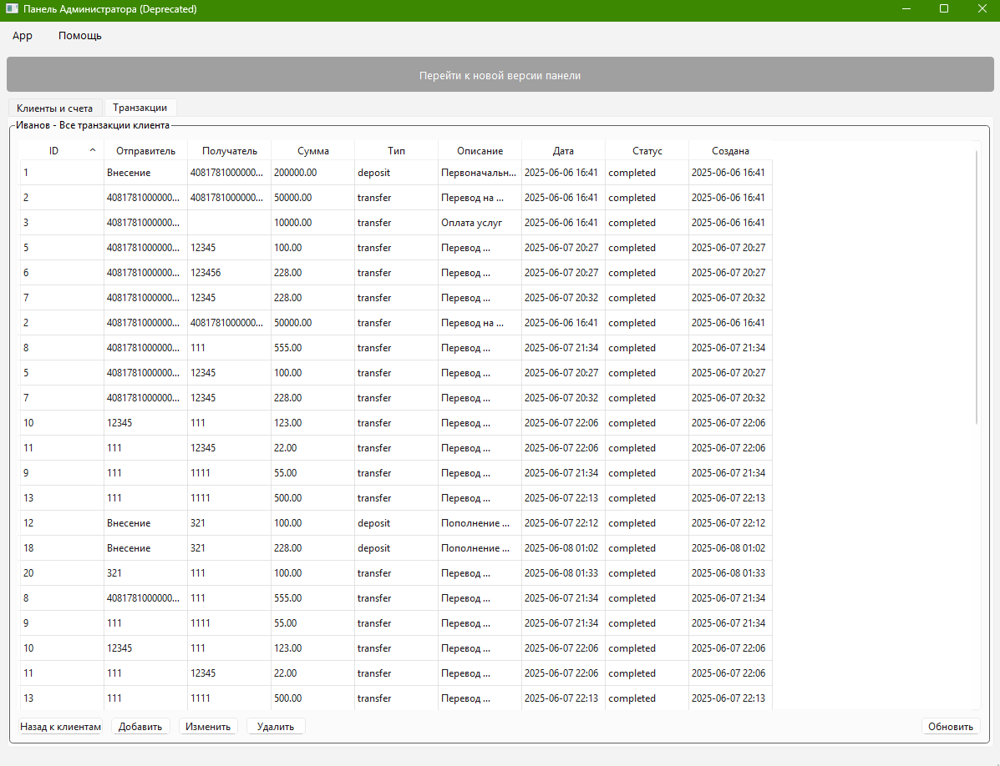 Панель Администратора (Deprecated)
App Помощь
Перейти к новой версии панели
Клиенты и счета Транзакции
Иванов - Все транзакции клиента
ID Отправитель Получатель Сумма Тип Описание Дата Статус Создана
1 Внесение 4081781000000... 200000.00 deposit Первоначальн... 2025-06-06 16:41 completed 2025-06-06 16:41
2 4081781000000... 4081781000000... 50000.00 transfer Перевод на ... 2025-06-06 16:41 completed 2025-06-06 16:41
3 4081781000000... 10000.00 transfer Оплата услуг 2025-06-06 16:41 completed 2025-06-06 16:41
5 4081781000000... 12345 100.00 transfer Перевод ... 2025-06-07 20:27 completed 2025-06-07 20:27
6 4081781000000... 123456 228.00 transfer Перевод ... 2025-06-07 20:27 completed 2025-06-07 20:27
7 4081781000000... 12345 228.00 transfer Перевод ... 2025-06-07 20:32 completed 2025-06-07 20:32
2 4081781000000... 4081781000000... 50000.00 transfer Перевод на ... 2025-06-06 16:41 completed 2025-06-06 16:41
8 4081781000000... 111 555.00 transfer Перевод ... 2025-06-07 21:34 completed 2025-06-07 21:34
5 4081781000000... 12345 100.00 transfer Перевод ... 2025-06-07 20:27 completed 2025-06-07 20:27
7 4081781000000... 12345 228.00 transfer Перевод ... 2025-06-07 20:32 completed 2025-06-07 20:32
10 12345 111 123.00 transfer Перевод ... 2025-06-07 22:06 completed 2025-06-07 22:06
11 111 12345 22.00 transfer Перевод ... 2025-06-07 22:06 completed 2025-06-07 22:06
9 111 1111 55.00 transfer Перевод ... 2025-06-07 21:34 completed 2025-06-07 21:34
13 111 1111 500.00 transfer Перевод ... 2025-06-07 22:13 completed 2025-06-07 22:13
12 Внесение 321 100.00 deposit Пополнение ... 2025-06-07 22:12 completed 2025-06-07 22:12
18 Внесение 321 228.00 deposit Пополнение ... 2025-06-08 01:02 completed 2025-06-08 01:02
20 321 111 100.00 transfer Перевод ... 2025-06-08 01:33 completed 2025-06-08 01:33
8 4081781000000... 111 555.00 transfer Перевод ... 2025-06-07 21:34 completed 2025-06-07 21:34
9 111 1111 55.00 transfer Перевод ... 2025-06-07 21:34 completed 2025-06-07 21:34
10 12345 111 123.00 transfer Перевод ... 2025-06-07 22:06 completed 2025-06-07 22:06
11 111 12345 22.00 transfer Перевод ... 2025-06-07 22:06 completed 2025-06-07 22:06
13 111 1111 500.00 transfer Перевод ... 2025-06-07 22:13 completed 2025-06-07 22:13
Назад к клиентам Добавить Изменить Удалить Обновить